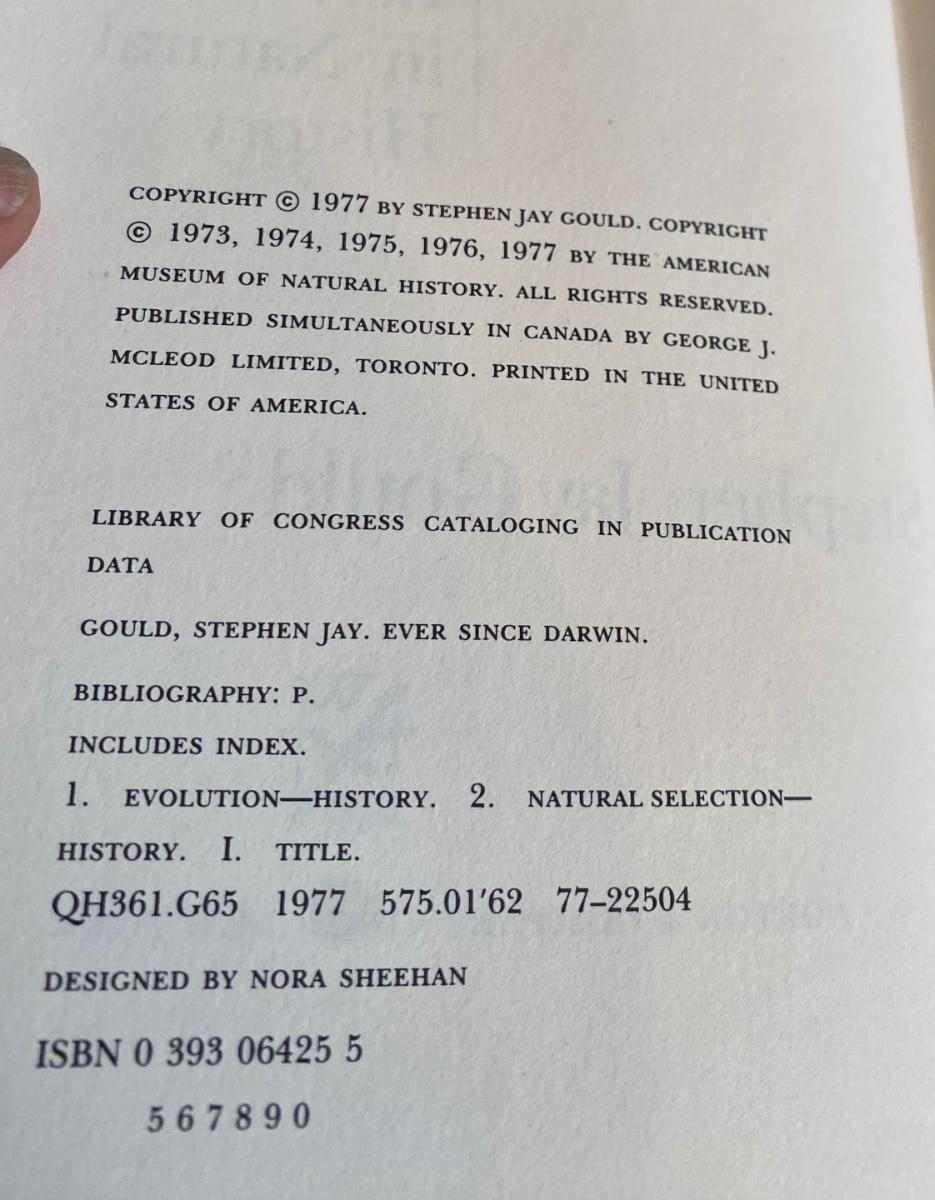 COPYRIGHT © 1977 BY STEPHEN JAY GOULD. COPYRIGHT
© 1973, 1974, 1975, 1976, 1977 BY THE AMERICAN
MUSEUM OF NATURAL HISTORY. ALL RIGHTS RESERVED.
PUBLISHED SIMULTANEOUSLY IN CANADA BY GEORGE J.
MCLEOD LIMITED, TORONTO. PRINTED IN THE UNITED
STATES OF AMERICA.
LIBRARY OF CONGRESS CATALOGING IN PUBLICATION
DATA
GOULD, STEPHEN JAY. EVER SINCE DARWIN.
BIBLIOGRAPHY: P.
INCLUDES INDEX.
1. EVOLUTION—HISTORY. 2. NATURAL SELECTION—
HISTORY. I. TITLE.
QH361.G65 1977 575.01'62 77–22504
DESIGNED BY NORA SHEEHAN
ISBN 0 393 06425 5
5 6 7 8 9 0